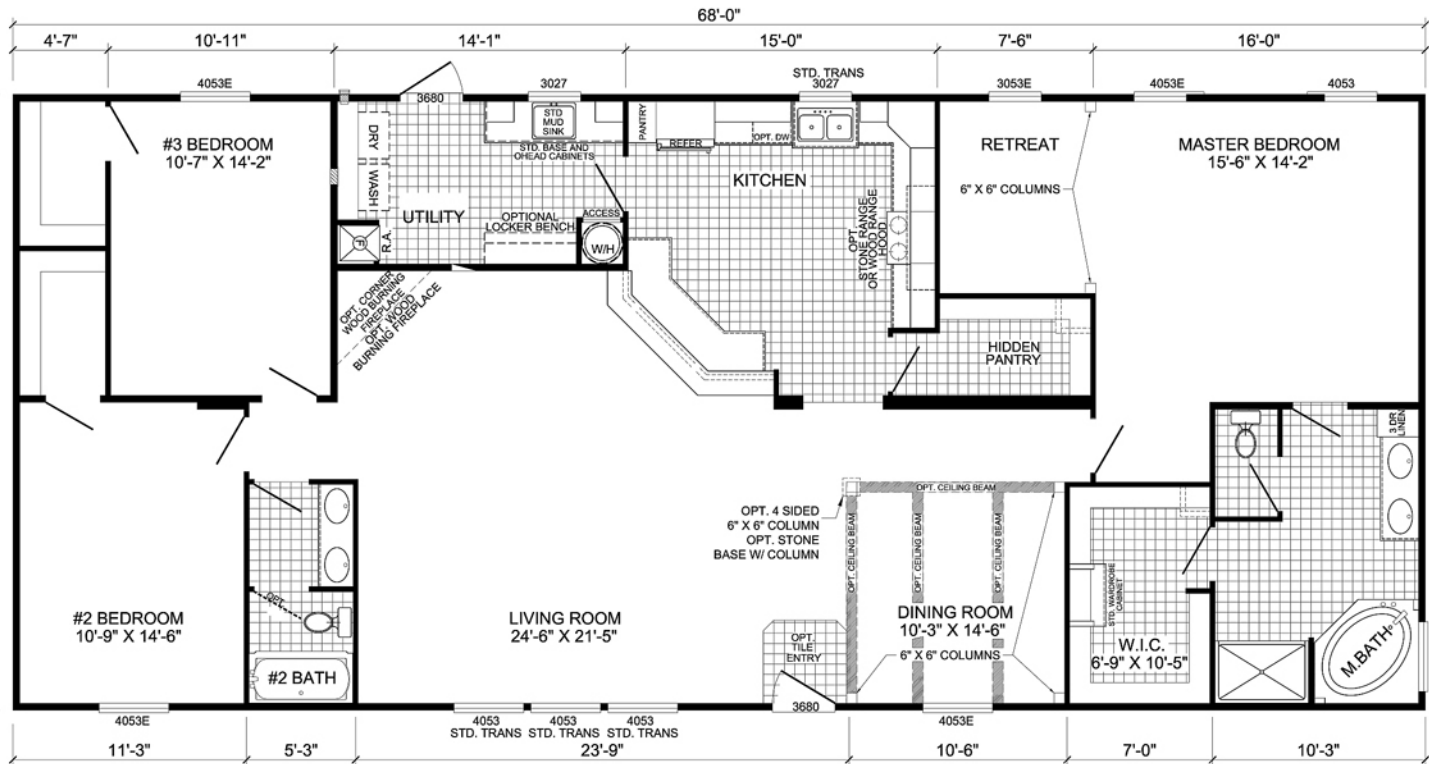 68'-0"
4'-7"
10'-11"
14'-1"
15'-0"
7'-6"
16'-0"
4053E
3680
3027
STD. TRANS
3027
3053E
4053E
4053
#3 BEDROOM
10'-7" X 14'-2"
DRY
WASH
STD
MUD
SINK
STD. BASE AND
OHEAD CABINETS
UTILITY
OPTIONAL
LOCKER BENCH
ACCESS
W/H
F
R.A.
PANTRY
REFER
OPT. DW
KITCHEN
OPT.
STONE RANGE
OR WOOD RANGE
HOOD
RETREAT
6" X 6" COLUMNS
MASTER BEDROOM
15'-6" X 14'-2"
OPT. CORNER
WOOD BURNING
FIREPLACE
OPT. WOOD
BURNING FIREPLACE
HIDDEN
PANTRY
3 DR.
LINEN
#2 BEDROOM
10'-9" X 14'-6"
OPT.
#2 BATH
LIVING ROOM
24'-6" X 21'-5"
OPT. 4 SIDED
6" X 6" COLUMN
OPT. STONE
BASE W/ COLUMN
OPT. CEILING BEAM
OPT. CEILING BEAM
OPT. CEILING BEAM
OPT. CEILING BEAM
DINING ROOM
10'-3" X 14'-6"
6" X 6" COLUMNS
OPT.
TILE
ENTRY
STD. WARDROBE
CABINET
W.I.C.
6'-9" X 10'-5"
M.BATH
4053E
4053
STD. TRANS
4053
STD. TRANS
4053
STD. TRANS
3680
4053E
11'-3"
5'-3"
23'-9"
10'-6"
7'-0"
10'-3"